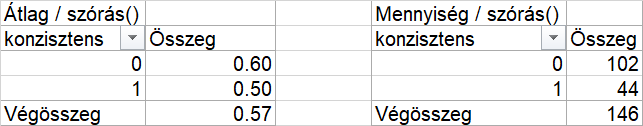 Átlag / szórás() Mennyiség / szórás()
konzisztens Összeg konzisztens Összeg
0 0.60 0 102
1 0.50 1 44
Végösszeg 0.57 Végösszeg 146